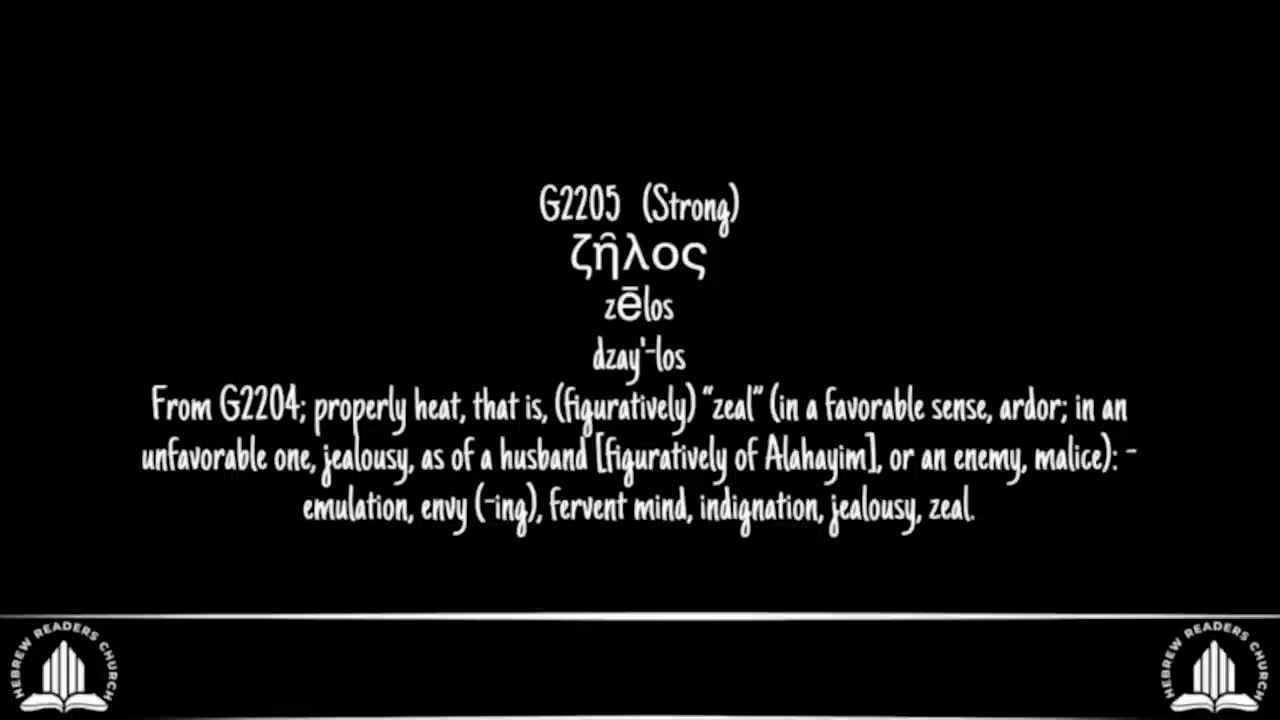 G2205 (Strong)
ζῆλος
zēlos
dzay'-los
From G2204; properly heat, that is, (figuratively) "zeal" (in a favorable sense, ardor; in an
unfavorable one, jealousy, as of a husband [figuratively of Alahayim], or an enemy, malice): -
emulation, envy (-ing), fervent mind, indignation, jealousy, zeal.
HEBREW READERS CHURCH
HEBREW READERS CHURCH